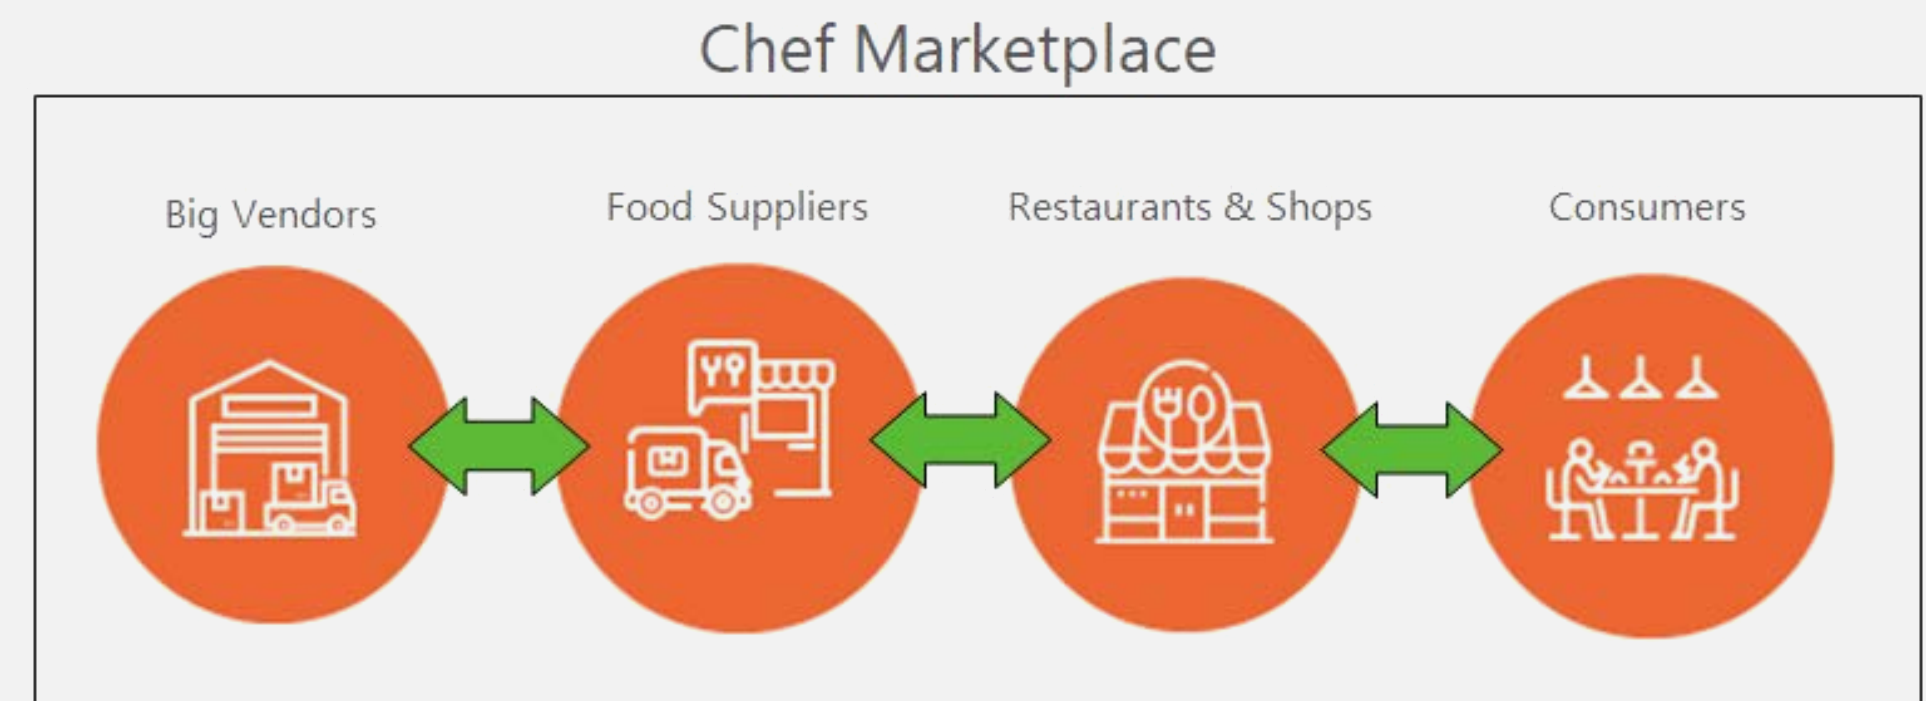 Chef Marketplace
Big Vendors
Food Suppliers
Restaurants & Shops
Consumers